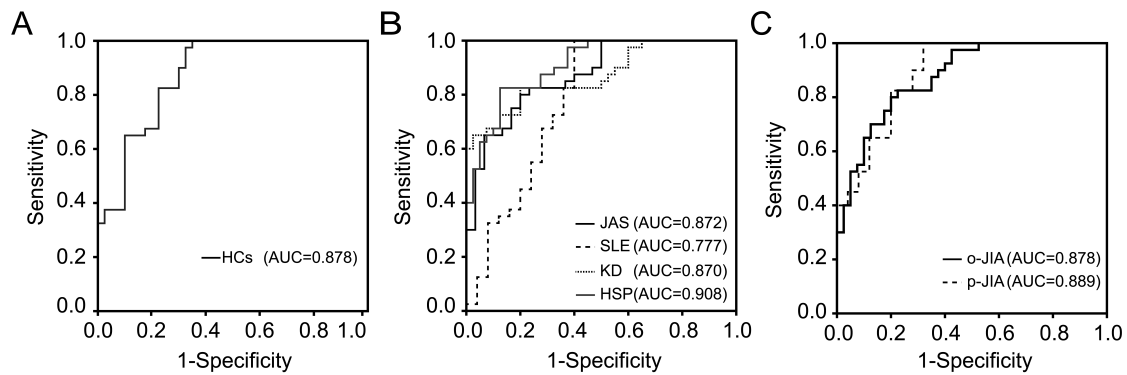 A
Sensitivity
1.0
0.8
0.6
0.4
0.2
0.0
HCs (AUC=0.878)
0.0 0.2 0.4 0.6 0.8 1.0
1-Specificity
B
Sensitivity
1.0
0.8
0.6
0.4
0.2
0.0
JAS (AUC=0.872)
SLE (AUC=0.777)
KD (AUC=0.870)
HSP(AUC=0.908)
0.0 0.2 0.4 0.6 0.8 1.0
1-Specificity
C
Sensitivity
1.0
0.8
0.6
0.4
0.2
o-JIA (AUC=0.878)
p-JIA (AUC=0.889)
0.0 0.2 0.4 0.6 0.8 1.0
1-Specificity